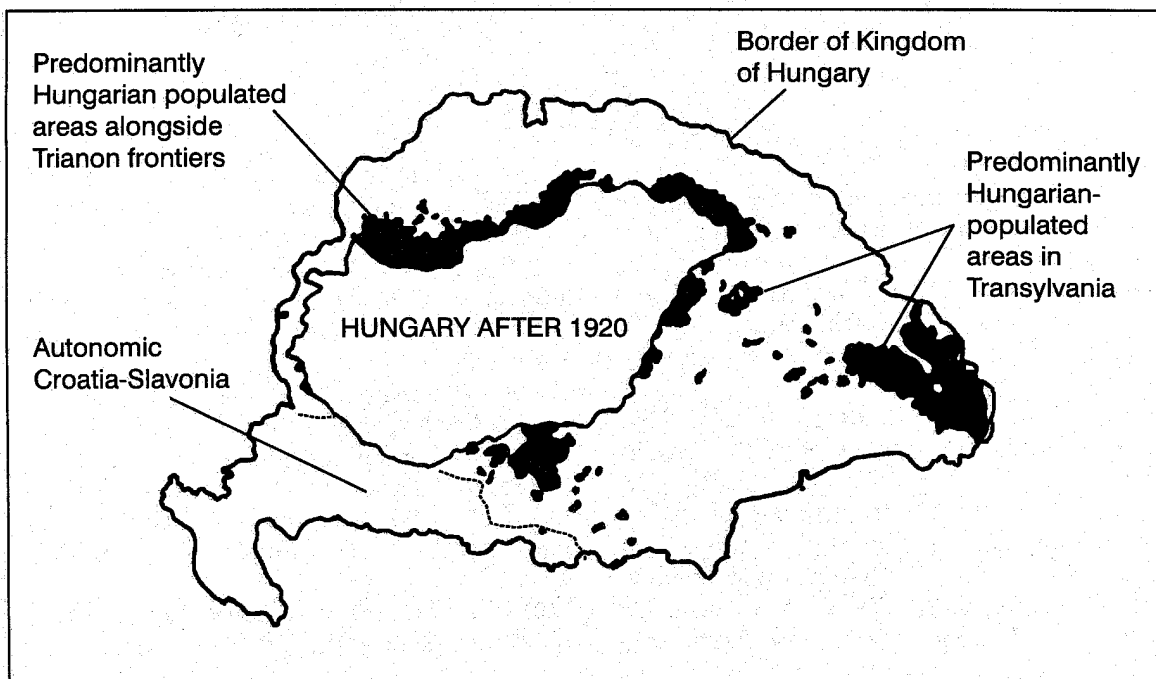 Predominantly
Hungarian populated
areas alongside
Trianon frontiers
Border of Kingdom
of Hungary
Predominantly
Hungarian-
populated
areas in
Transylvania
HUNGARY AFTER 1920
Autonomic
Croatia-Slavonia